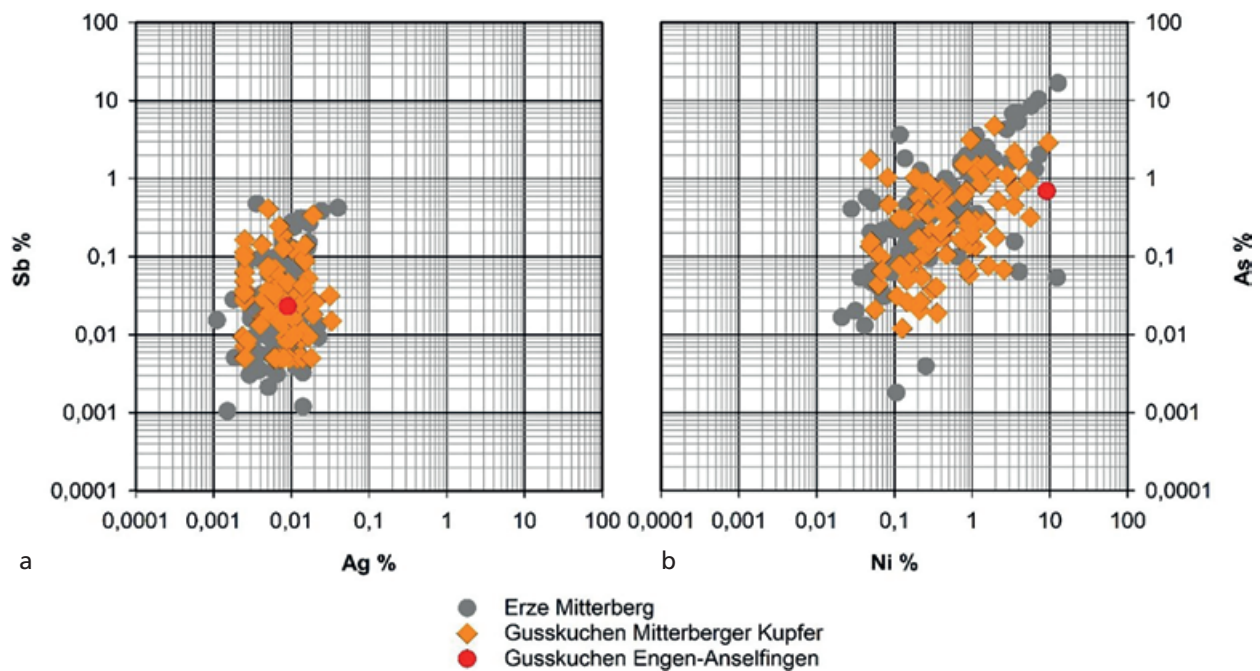 100
10
1
0,1
0,01
0,001
0,0001
Sb %
0,0001 0,001 0,01 0,1 1 10 100
Ag %
a
100
10
1
0,1
0,01
0,001
0,0001
As %
0,0001 0,001 0,01 0,1 1 10 100
Ni %
b
Erze Mitterberg
Gusskuchen Mitterberger Kupfer
Gusskuchen Engen-Anselfingen